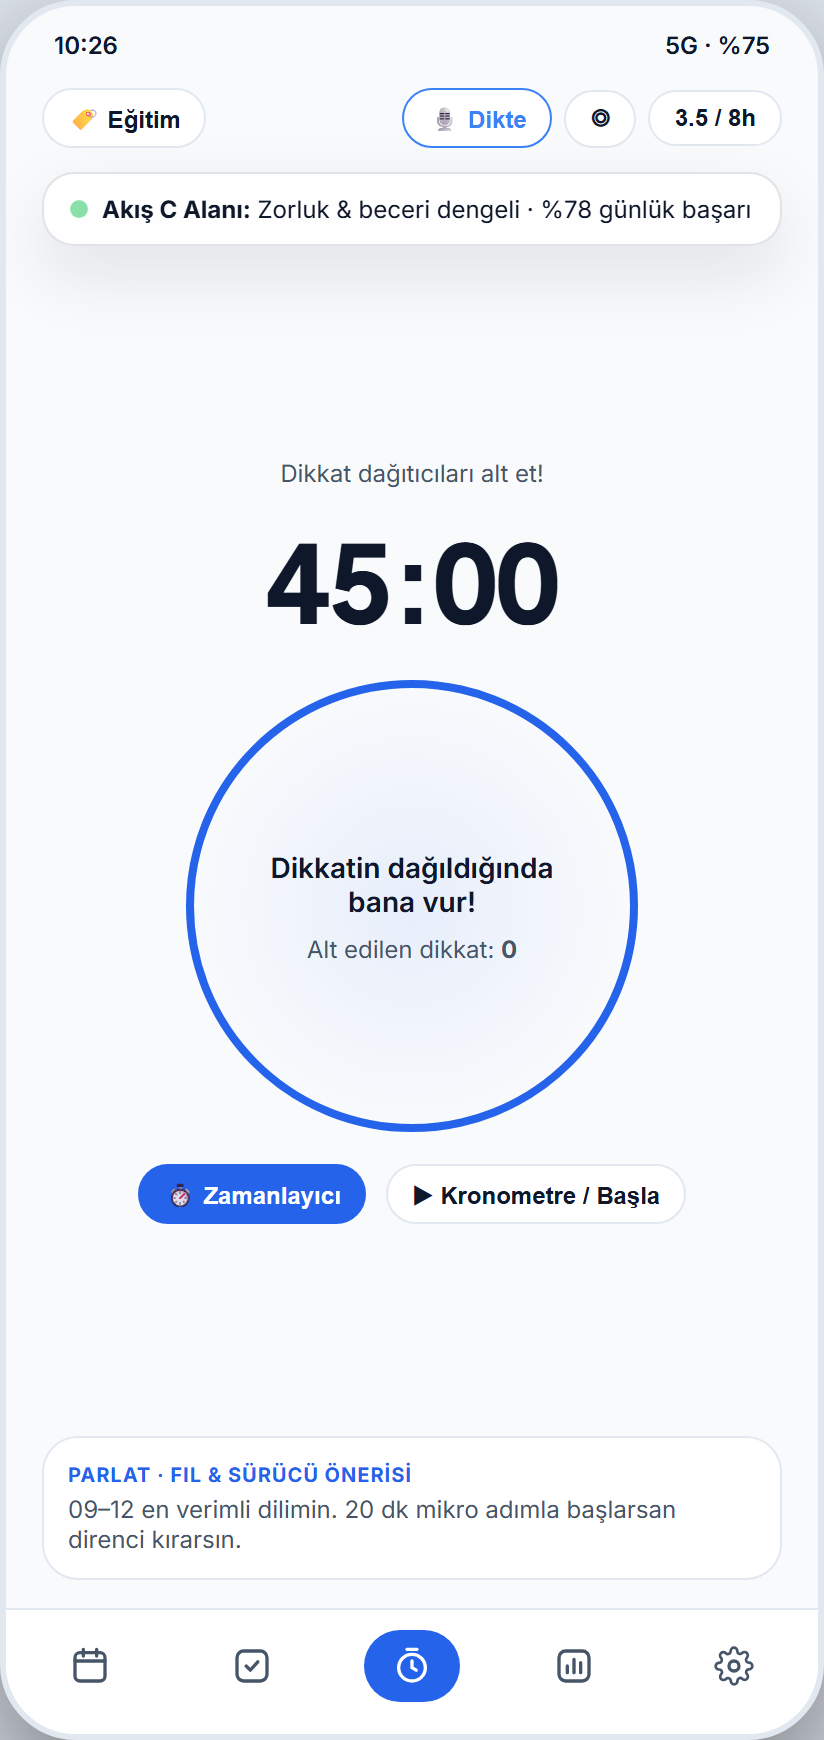 10:26
5G · %75
Eğitim
Dikte
3.5 / 8h
Akış C Alanı: Zorluk & beceri dengeli · %78 günlük başarı
Dikkat dağıtıcıları alt et!
45:00
Dikkatin dağıldığında
bana vur!
Alt edilen dikkat: 0
Zamanlayıcı
Kronometre / Başla
PARLAT · FIL & SÜRÜCÜ ÖNERİSİ
09–12 en verimli dilimin. 20 dk mikro adımla başlarsan
direnci kırarsın.